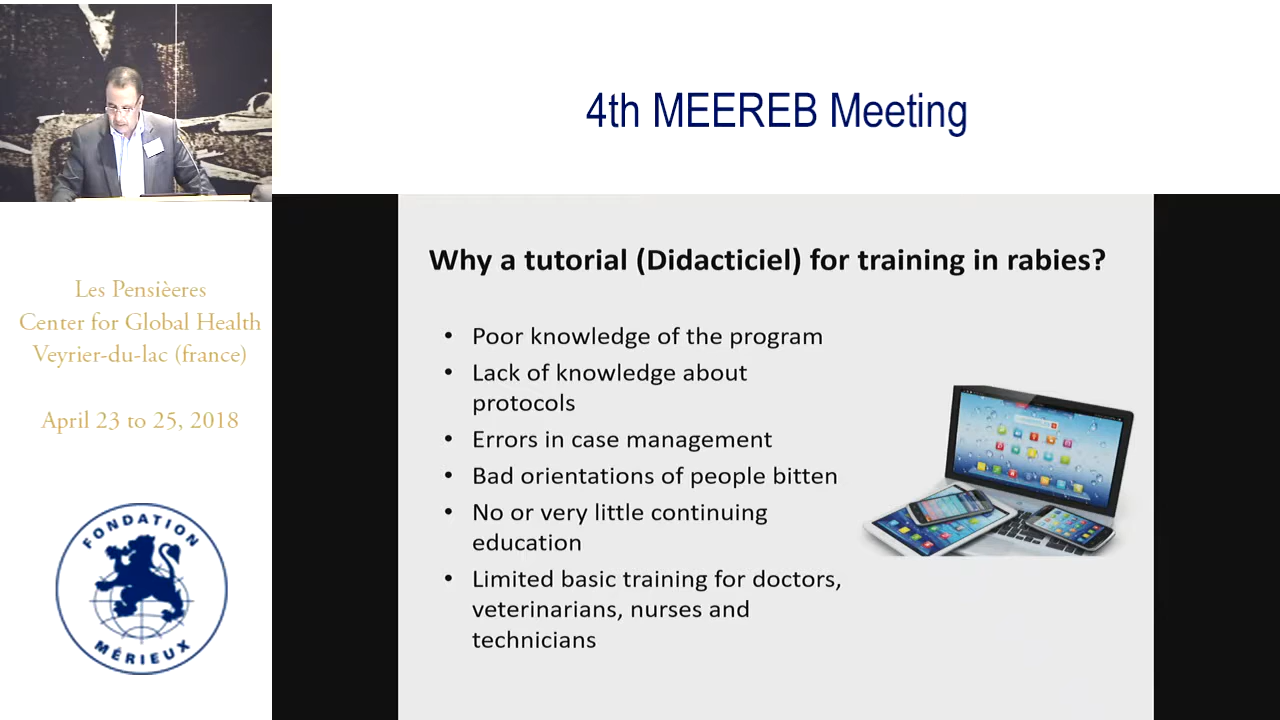 4th MEEREB Meeting
Les Pensièeres
Center for Global Health
Veyrier-du-lac (france)
April 23 to 25, 2018
FONDATION
MÉRIEUX
Why a tutorial (Didacticiel) for training in rabies?
• Poor knowledge of the program
• Lack of knowledge about
protocols
• Errors in case management
• Bad orientations of people bitten
• No or very little continuing
education
• Limited basic training for doctors,
veterinarians, nurses and
technicians